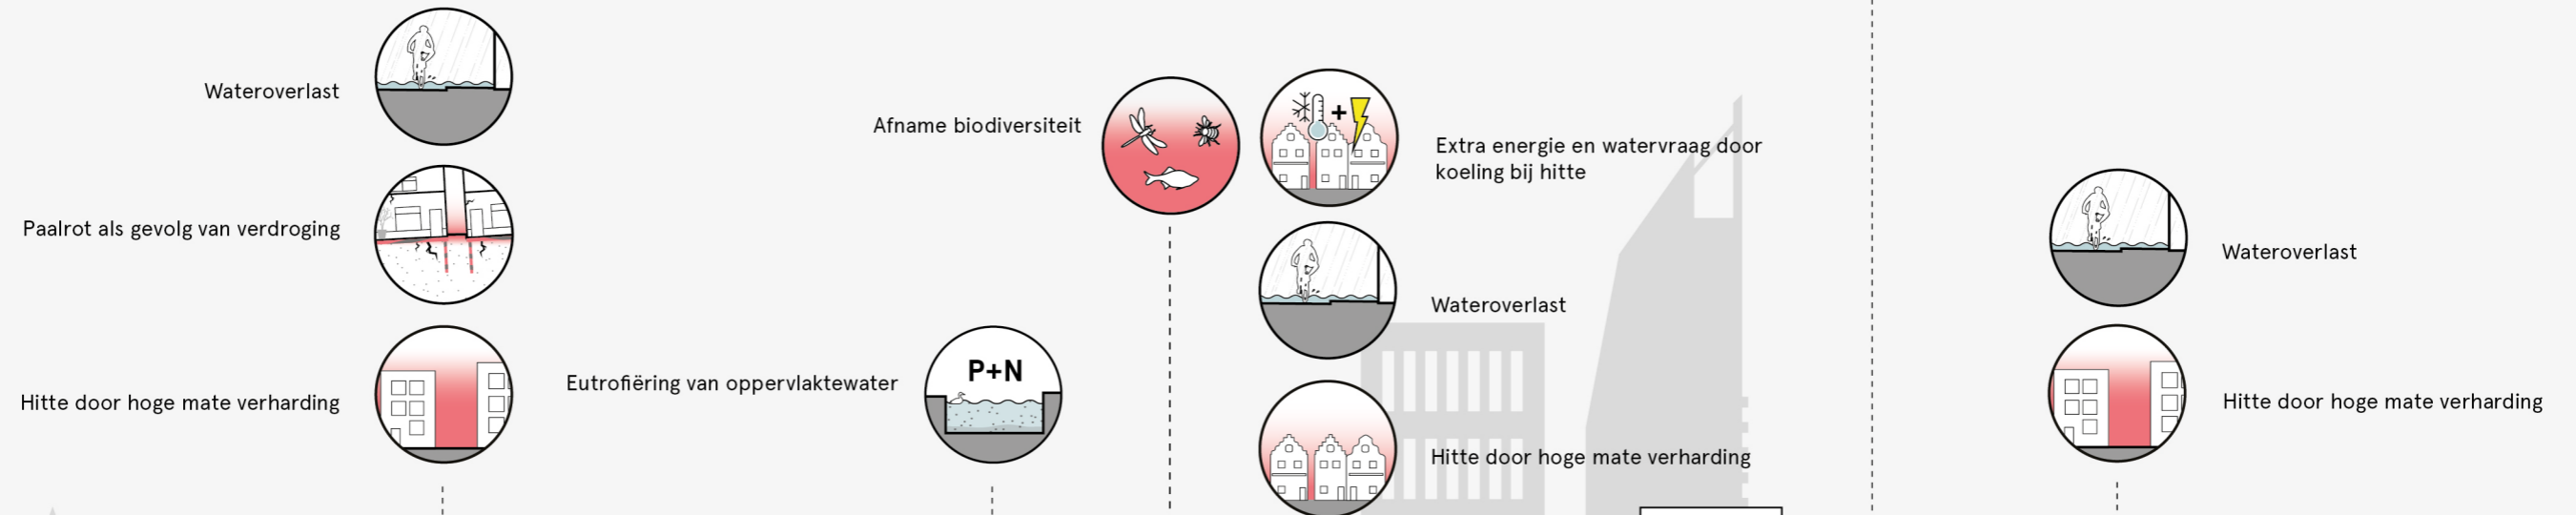 Wateroverlast
Paalrot als gevolg van verdroging
Hitte door hoge mate verharding
Eutrofiëring van oppervlaktewater
P+N
Afname biodiversiteit
+
Extra energie en watervraag door
koeling bij hitte
Wateroverlast
Hitte door hoge mate verharding
Wateroverlast
Hitte door hoge mate verharding